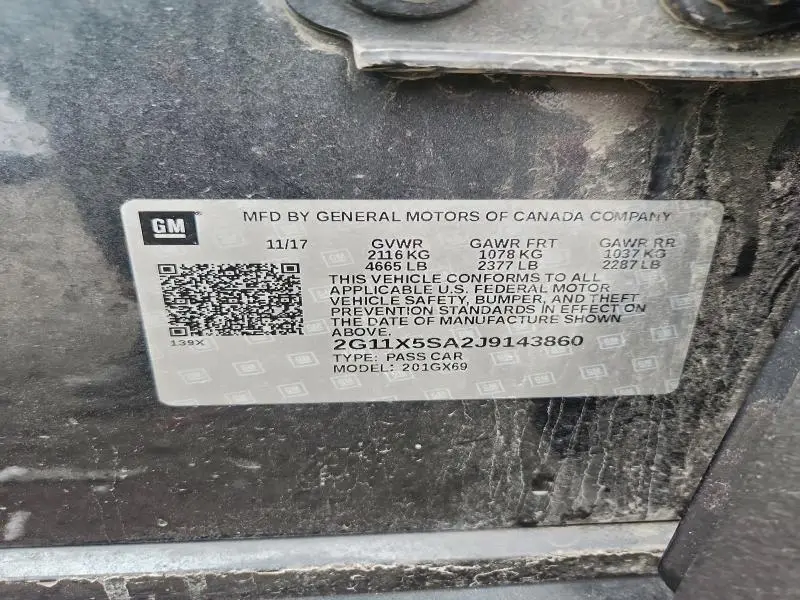 GM
MFD BY GENERAL MOTORS OF CANADA COMPANY
11/17 GVWR GAWR FRT GAWR RR
2116 KG 1078 KG 1037 KG
4665 LB 2377 LB 2287 LB
THIS VEHICLE CONFORMS TO ALL
APPLICABLE U.S. FEDERAL MOTOR
VEHICLE SAFETY, BUMPER, AND THEFT
PREVENTION STANDARDS IN EFFECT ON
THE DATE OF MANUFACTURE SHOWN
ABOVE.
139X
2G11X5SA2J9143860
TYPE: PASS CAR
MODEL: 201GX69